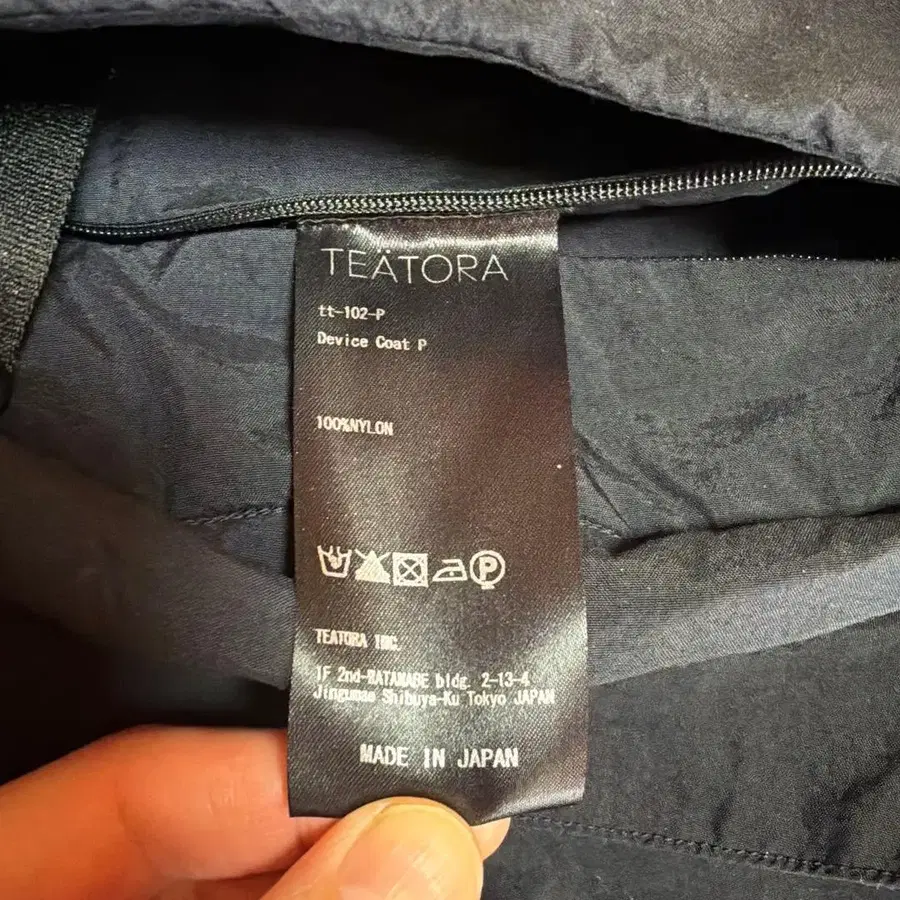 TEÄTORA
tt-102-P
Device Coat P
100%NYLON
P
TEATORA INC.
1F 2nd-WATANABE bldg. 2-13-4
Jingumae Shibuya-Ku Tokyo JAPAN
MADE IN JAPAN